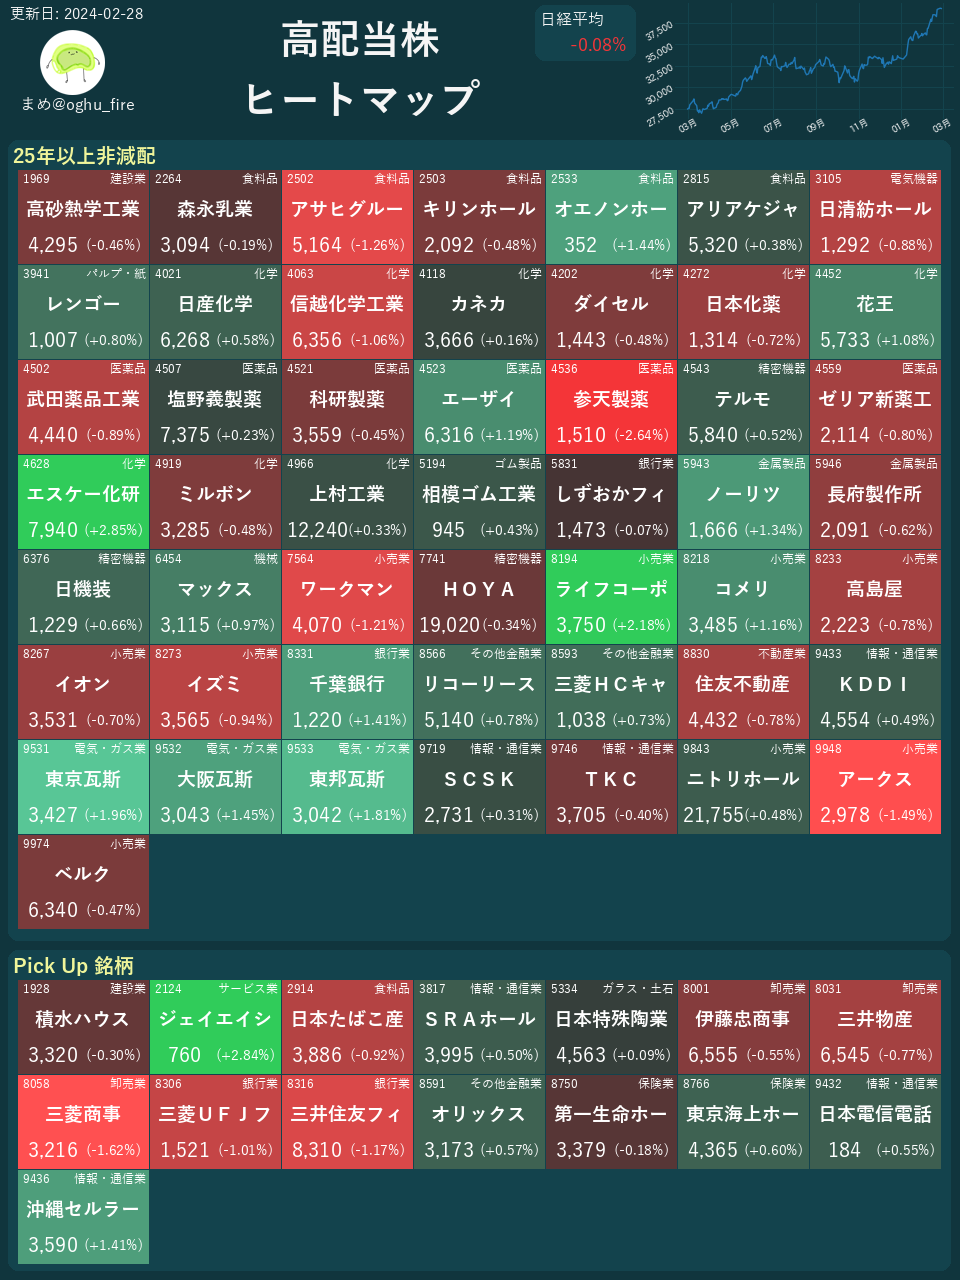 更新日: 2024-02-28
まめ@oghu_fire
高配当株
ヒートマップ
日経平均
-0.08%
37,500
35,000
32,500
30,000
27,500
03月 05月 07月 09月 11月 01月 03月
25年以上非減配
1969 建設業 2264 食料品 2502 食料品 2503 食料品 2533 食料品 2815 食料品 3105 電気機器
高砂熱学工業 森永乳業 アサヒグルー キリンホール オエノンホー アリアケジャ 日清紡ホール
4,295 (-0.46%) 3,094 (-0.19%) 5,164 (-1.26%) 2,092 (-0.48%) 352 (+1.44%) 5,320 (+0.38%) 1,292 (-0.88%)
3941 パルプ・紙 4021 化学 4063 化学 4118 化学 4202 化学 4272 化学 4452 化学
レンゴー 日産化学 信越化学工業 カネカ ダイセル 日本化薬 花王
1,007 (+0.80%) 6,268 (+0.58%) 6,356 (-1.06%) 3,666 (+0.16%) 1,443 (-0.48%) 1,314 (-0.72%) 5,733 (+1.08%)
4502 医薬品 4507 医薬品 4521 医薬品 4523 医薬品 4536 医薬品 4543 精密機器 4559 医薬品
武田薬品工業 塩野義製薬 科研製薬 エーザイ 参天製薬 テルモ ゼリア新薬工
4,440 (-0.89%) 7,375 (+0.23%) 3,559 (-0.45%) 6,316 (+1.19%) 1,510 (-2.64%) 5,840 (+0.52%) 2,114 (-0.80%)
4628 化学 4919 化学 4966 化学 5194 ゴム製品 5831 銀行業 5943 金属製品 5946 金属製品
エスケー化研 ミルボン 上村工業 相模ゴム工業 しずおかフィ ノーリツ 長府製作所
7,940 (+2.85%) 3,285 (-0.48%) 12,240(+0.33%) 945 (+0.43%) 1,473 (-0.07%) 1,666 (+1.34%) 2,091 (-0.62%)
6376 精密機器 6454 機械 7564 小売業 7741 精密機器 8194 小売業 8218 小売業 8233 小売業
日機装 マックス ワークマン ＨＯＹＡ ライフコーポ コメリ 高島屋
1,229 (+0.66%) 3,115 (+0.97%) 4,070 (-1.21%) 19,020(-0.34%) 3,750 (+2.18%) 3,485 (+1.16%) 2,223 (-0.78%)
8267 小売業 8273 小売業 8331 銀行業 8566 その他金融業 8593 その他金融業 8830 不動産業 9433 情報・通信業
イオン イズミ 千葉銀行 リコーリース 三菱ＨＣキャ 住友不動産 ＫＤＤＩ
3,531 (-0.70%) 3,565 (-0.94%) 1,220 (+1.41%) 5,140 (+0.78%) 1,038 (+0.73%) 4,432 (-0.78%) 4,554 (+0.49%)
9531 電気・ガス業 9532 電気・ガス業 9533 電気・ガス業 9719 情報・通信業 9746 情報・通信業 9843 小売業 9948 小売業
東京瓦斯 大阪瓦斯 東邦瓦斯 ＳＣＳＫ ＴＫＣ ニトリホール アークス
3,427 (+1.96%) 3,043 (+1.45%) 3,042 (+1.81%) 2,731 (+0.31%) 3,705 (-0.40%) 21,755(+0.48%) 2,978 (-1.49%)
9974 小売業
ベルク
6,340 (-0.47%)
Pick Up 銘柄
1928 建設業 2124 サービス業 2914 食料品 3817 情報・通信業 5334 ガラス・土石 8001 卸売業 8031 卸売業
積水ハウス ジェイエイシ 日本たばこ産 ＳＲＡホール 日本特殊陶業 伊藤忠商事 三井物産
3,320 (-0.30%) 760 (+2.84%) 3,886 (-0.92%) 3,995 (+0.50%) 4,563 (+0.09%) 6,555 (-0.55%) 6,545 (-0.77%)
8058 卸売業 8306 銀行業 8316 銀行業 8591 その他金融業 8750 保険業 8766 保険業 9432 情報・通信業
三菱商事 三菱ＵＦＪフ 三井住友フィ オリックス 第一生命ホー 東京海上ホー 日本電信電話
3,216 (-1.62%) 1,521 (-1.01%) 8,310 (-1.17%) 3,173 (+0.57%) 3,379 (-0.18%) 4,365 (+0.60%) 184 (+0.55%)
9436 情報・通信業
沖縄セルラー
3,590 (+1.41%)